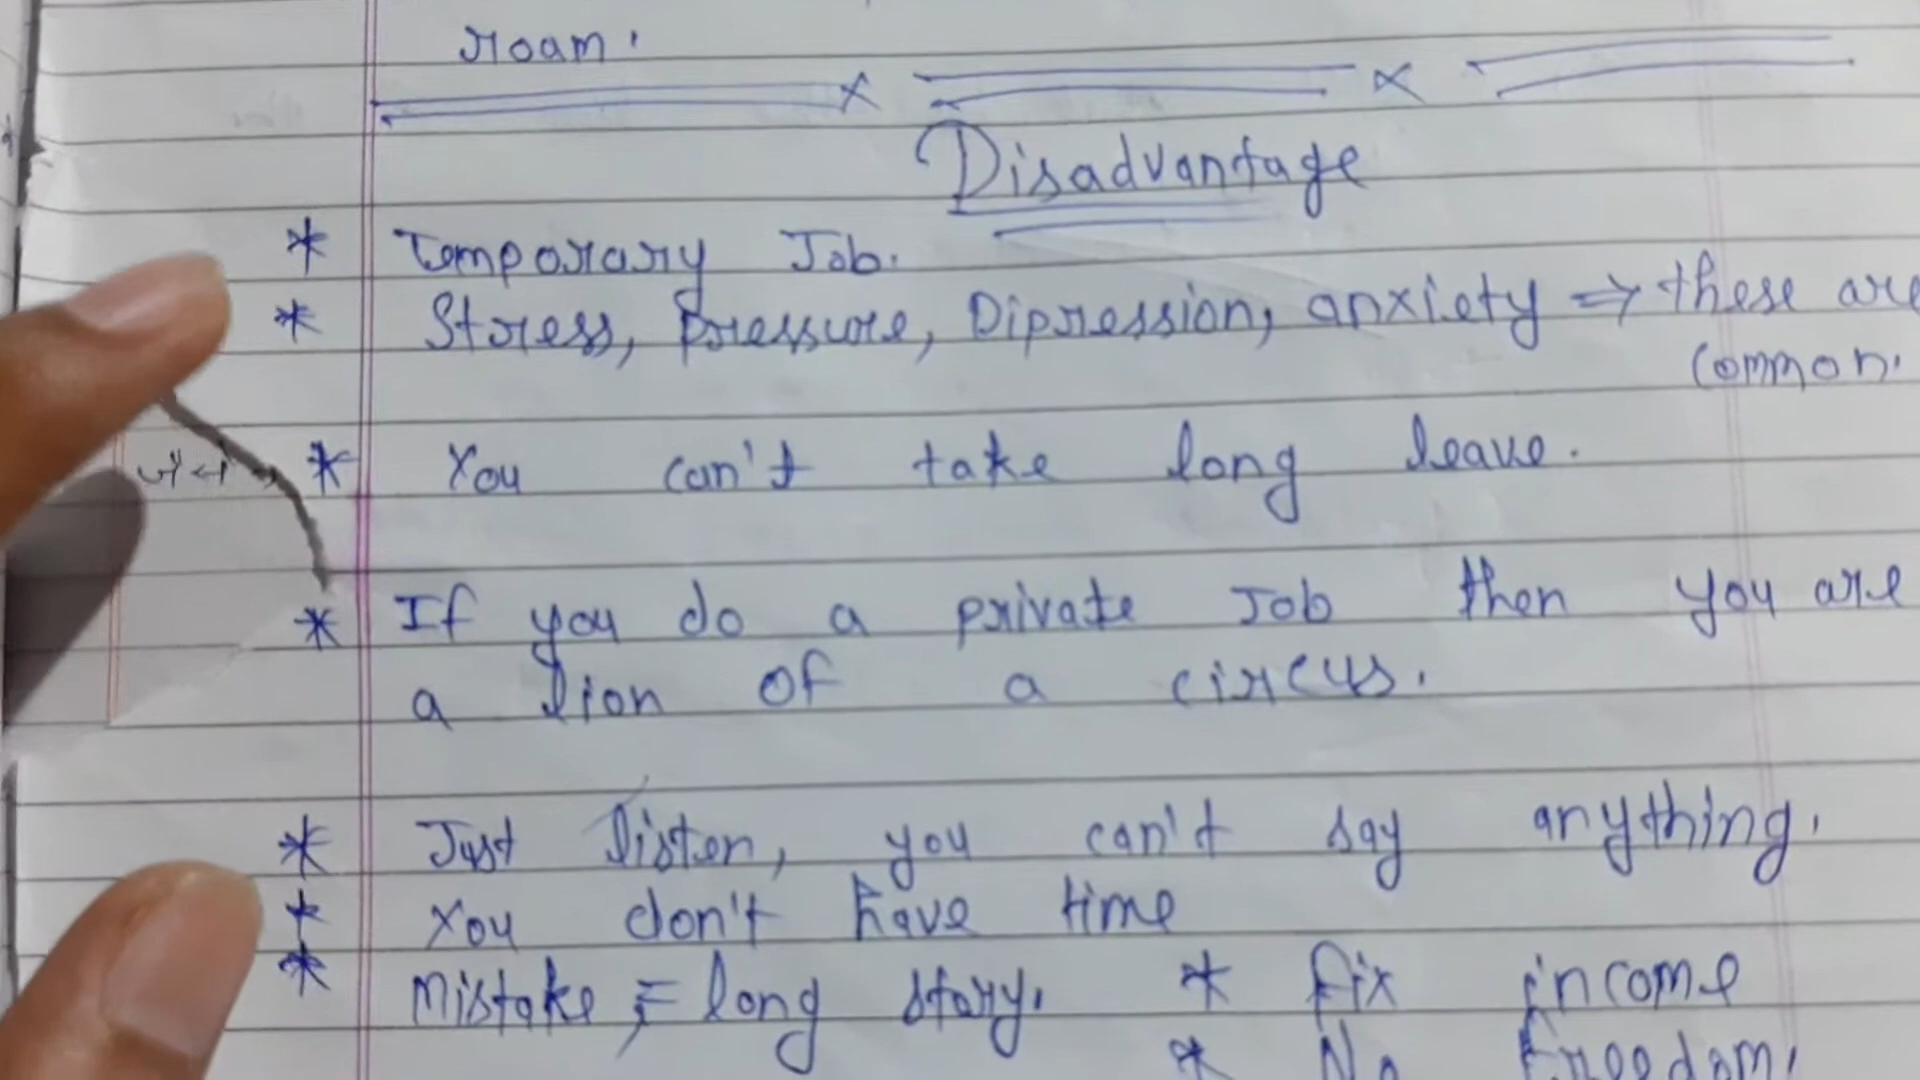 roam.
Disadvantage
* Temporary Job.
* Stress, Pressure, Dipression, anxiety ⇒ these are
common.
* You can't take long leave.
* If you do a private Job then you are
a lion of a circus.
* Just listen, you can't say anything.
* You don't have time
* Mistake, = long story. * fix income
* No freedom.